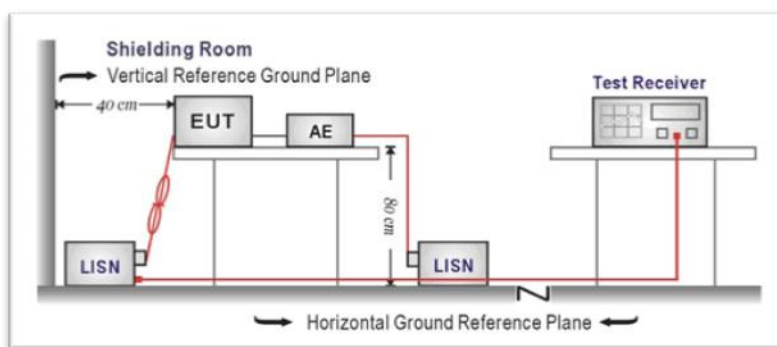 Shielding Room
Vertical Reference Ground Plane
40 cm
EUT
AE
Test Receiver
80 cm
LISN
LISN
Horizontal Ground Reference Plane